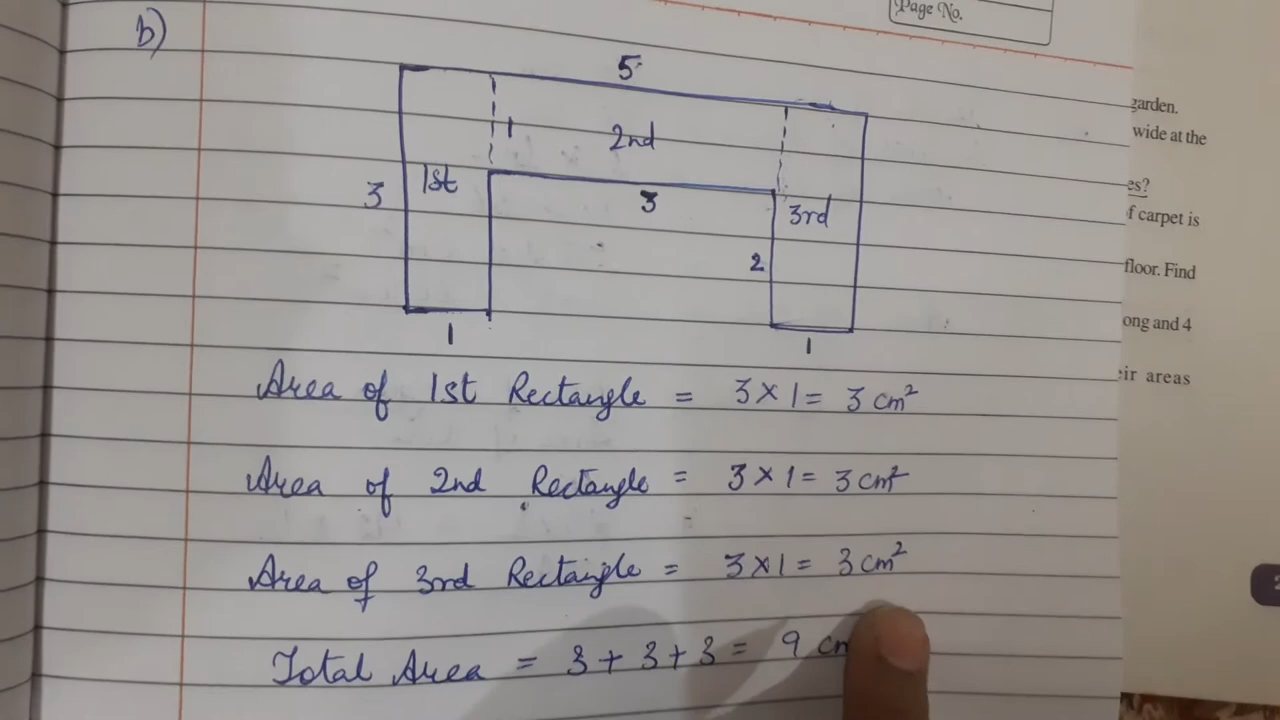 Page No.
b)
5
1
2nd
1st
3
3
3rd
2
1
1
Area of 1st Rectangle = 3 × 1 = 3 cm²
Area of 2nd Rectangle = 3 × 1 = 3 cm²
Area of 3rd Rectangle = 3 × 1 = 3 cm²
Total Area = 3 + 3 + 3 = 9
garden.
wide at the
es?
f carpet is
floor. Find
ong and 4
eir areas